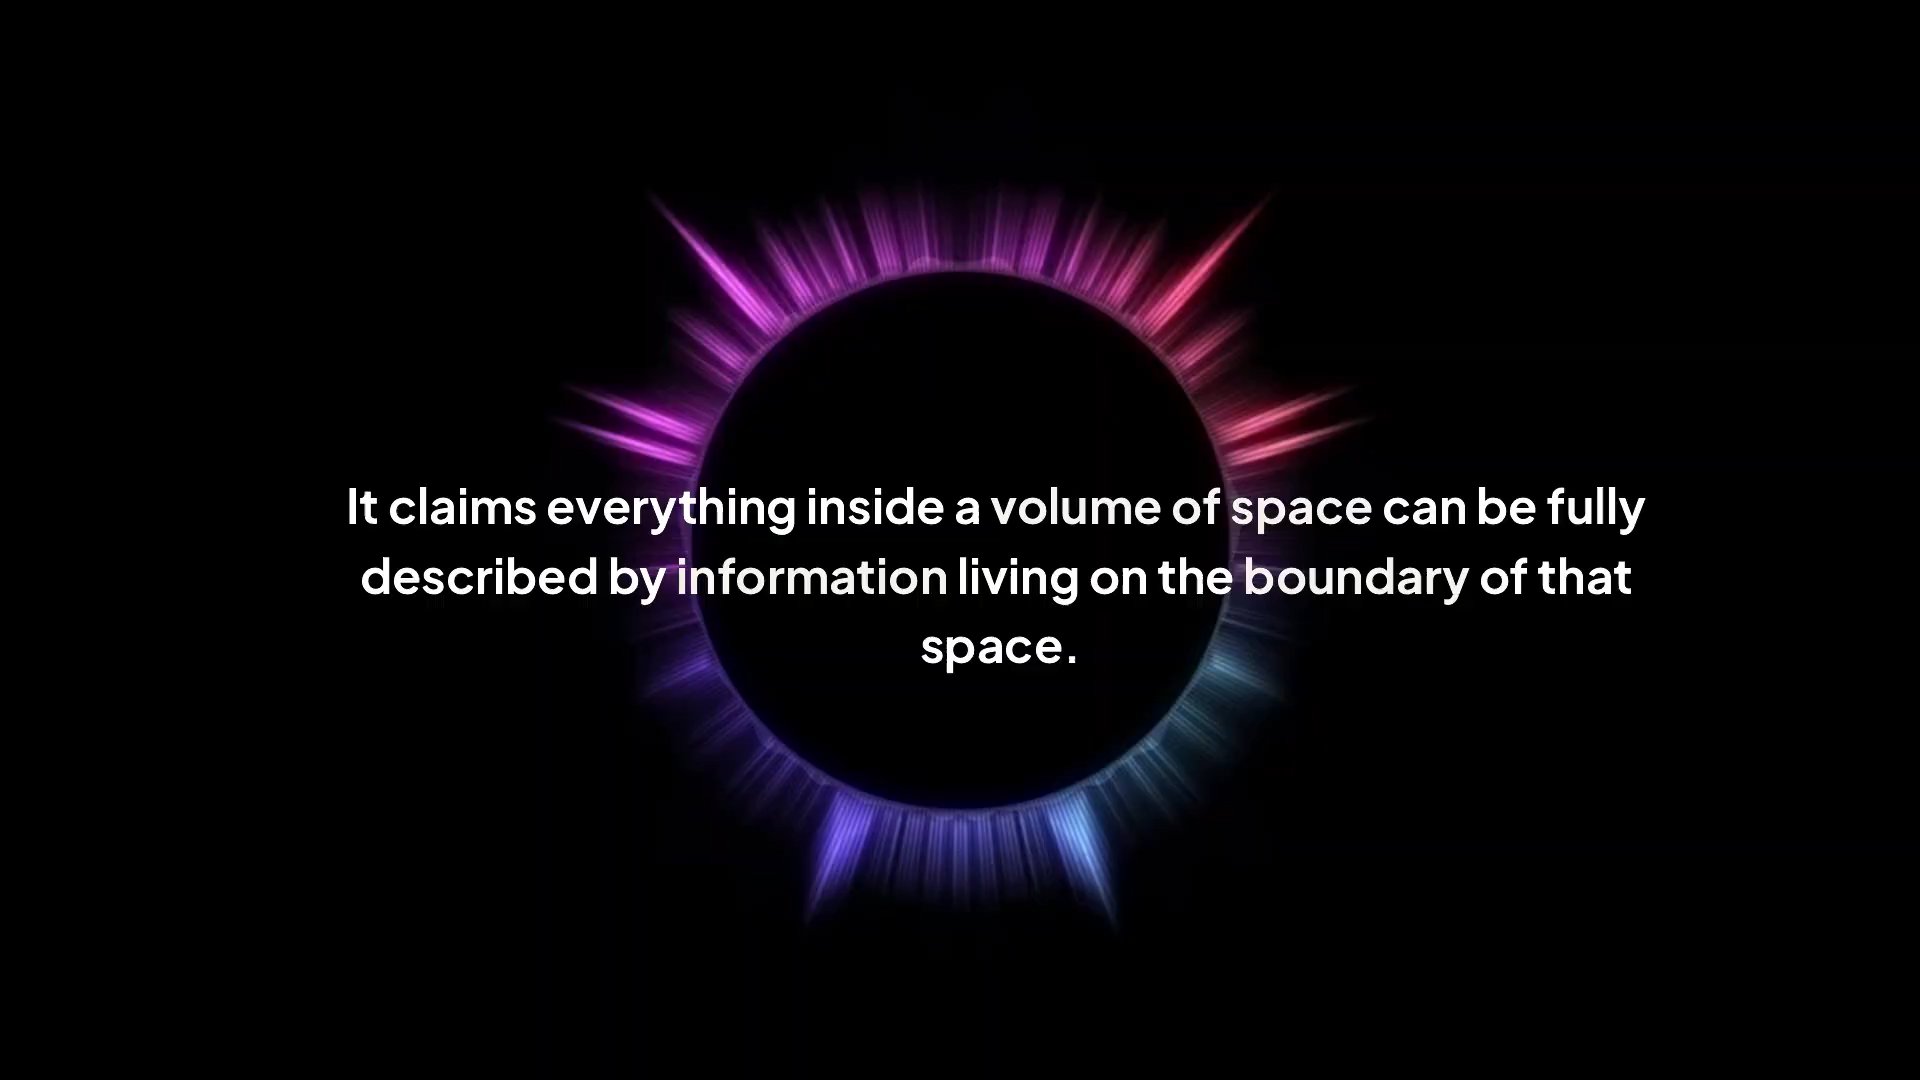 It claims everything inside a volume of space can be fully
described by information living on the boundary of that
space.